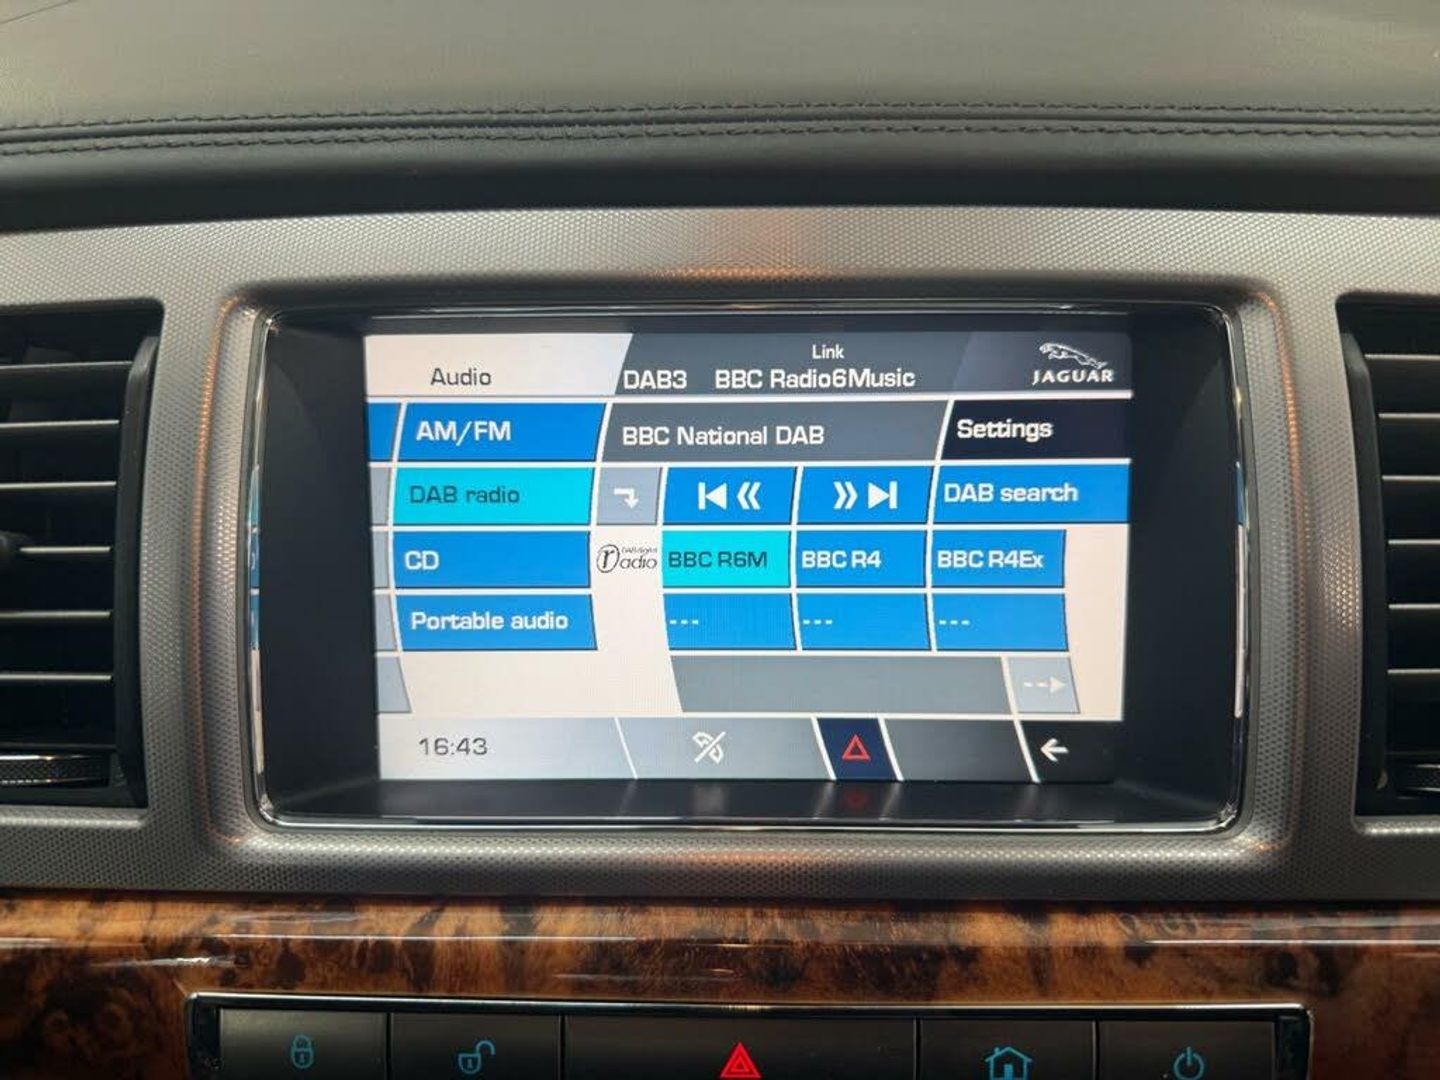 Audio
Link
DAB3 BBC Radio6Music
JAGUAR
AM/FM
BBC National DAB
Settings
DAB radio
DAB search
CD
radio
BBC R6M
BBC R4
BBC R4Ex
Portable audio
---
---
---
16:43